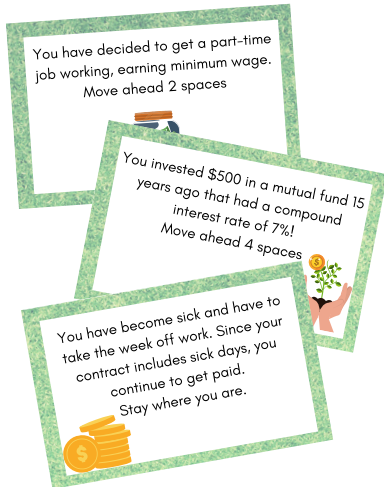 You have decided to get a part-time
job working, earning minimum wage.
Move ahead 2 spaces
You invested $500 in a mutual fund 15
years ago that had a compound
interest rate of 7%!
Move ahead 4 spaces
You have become sick and have to
take the week off work. Since your
contract includes sick days, you
continue to get paid.
Stay where you are.